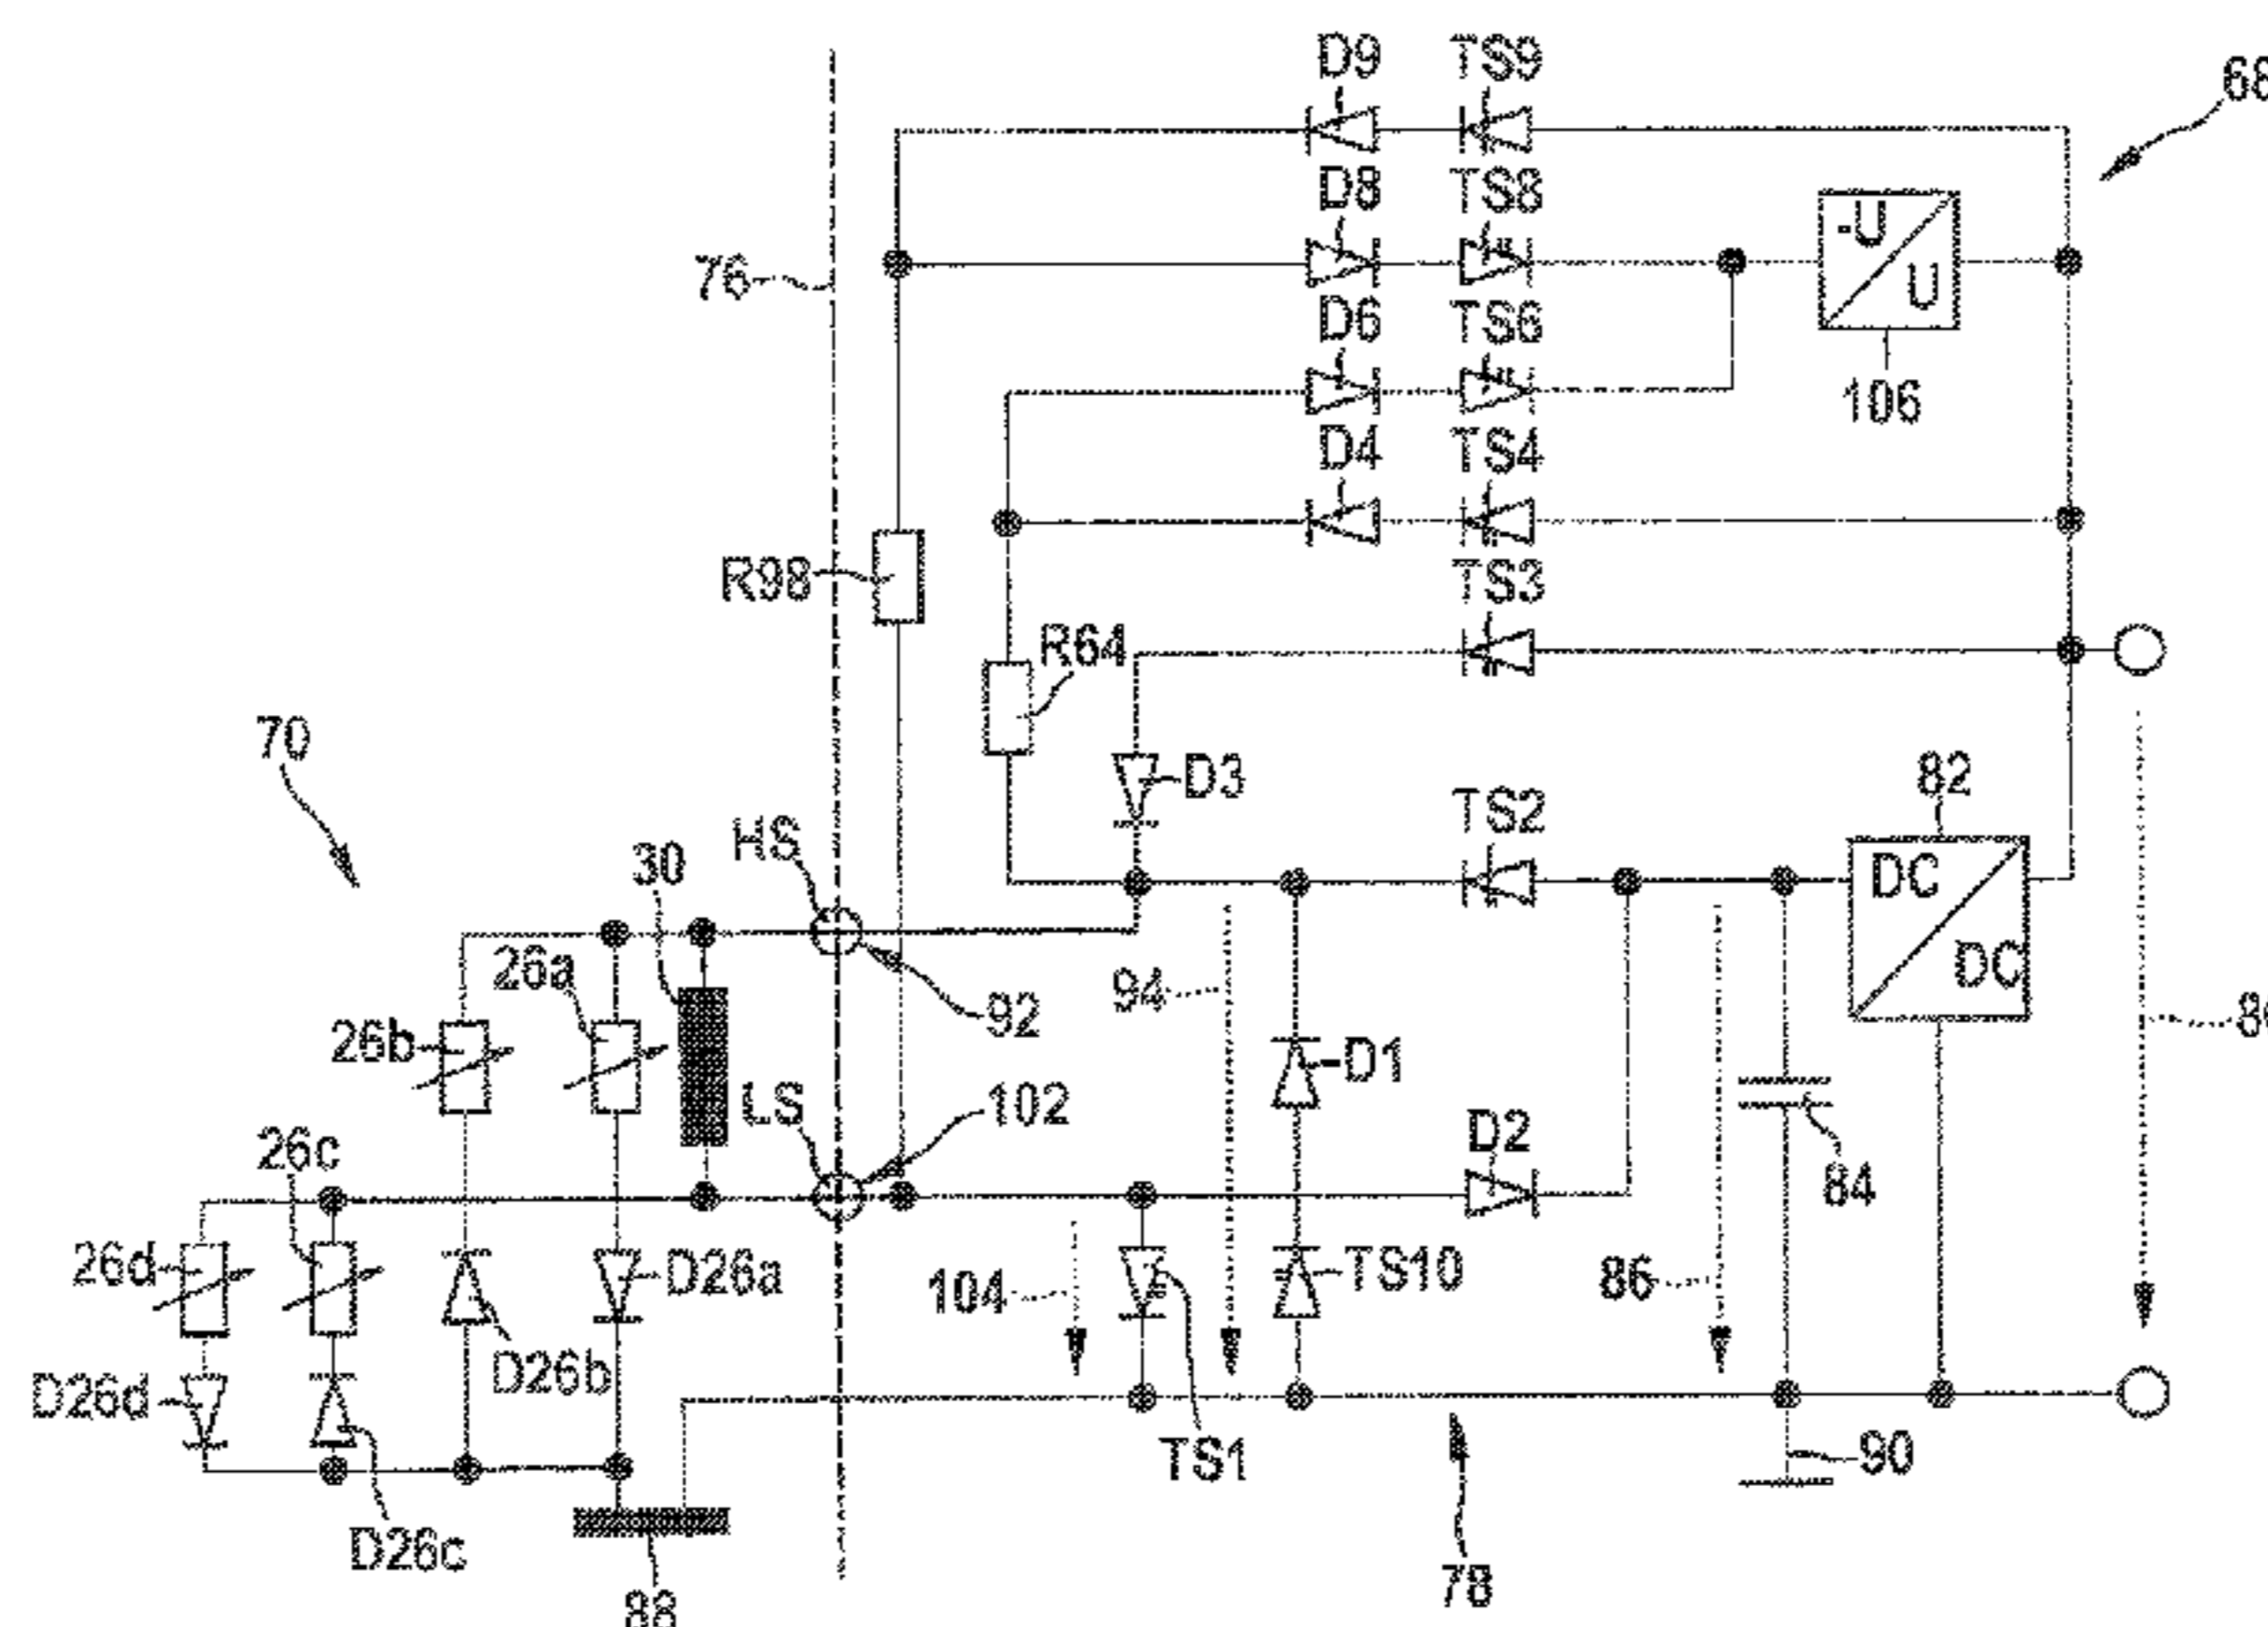 D9 TS9
68
D8 TS8
-U
U
76
D6 TS6
106
D4 TS4
R98
TS3
R64
70
D3
82
TS2
HS
30
DC
DC
26a
94
92
26b
D1
LS
102
D2
26c
84
26d
D26a
104
TS10
86
D26b
D26d
TS1
90
D26c
78
88